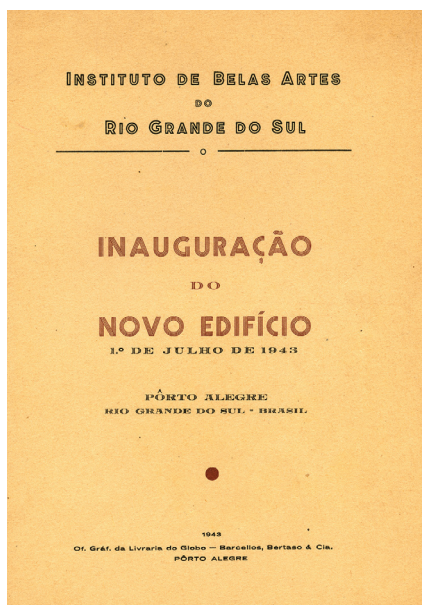 INSTITUTO DE BELAS ARTES
DO
RIO GRANDE DO SUL
INAUGURAÇÃO
DO
NOVO EDIFÍCIO
1.º DE JULHO DE 1943
PÔRTO ALEGRE
RIO GRANDE DO SUL - BRASIL
1943
Of. Gráf. da Livraria do Globo — Barcellos, Bertaso & Cia.
PÔRTO ALEGRE